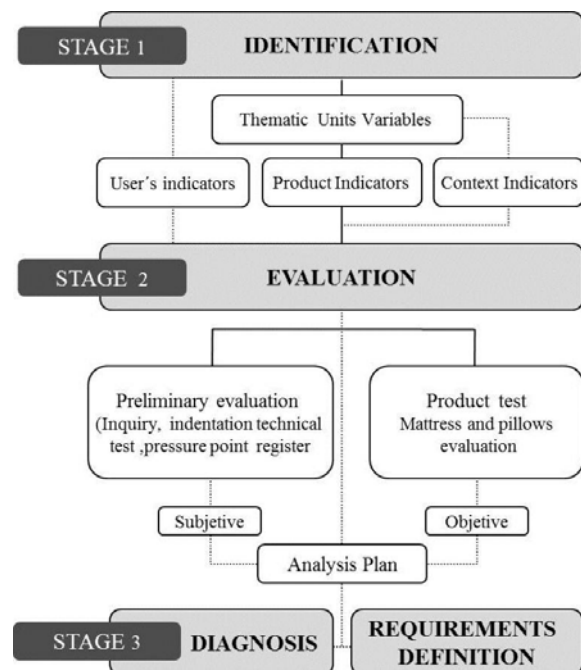 STAGE 1
IDENTIFICATION
Thematic Units Variables
User´s indicators
Product Indicators
Context Indicators
STAGE 2
EVALUATION
Preliminary evaluation
(Inquiry, indentation technical
test ,pressure point register
Product test
Mattress and pillows
evaluation
Subjetive
Objetive
Analysis Plan
STAGE 3
DIAGNOSIS
REQUIREMENTS
DEFINITION